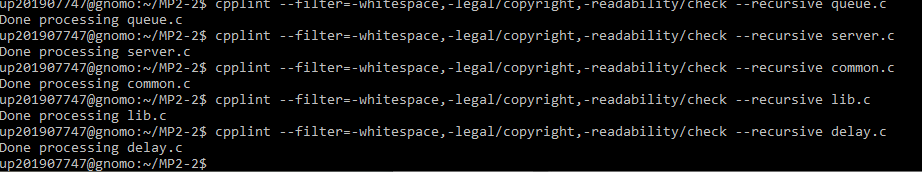 up201907747@gnomo:~/MP2-2$ cpplint --filter=-whitespace,-legal/copyright,-readability/check --recursive queue.c
Done processing queue.c
up201907747@gnomo:~/MP2-2$ cpplint --filter=-whitespace,-legal/copyright,-readability/check --recursive server.c
Done processing server.c
up201907747@gnomo:~/MP2-2$ cpplint --filter=-whitespace,-legal/copyright,-readability/check --recursive common.c
Done processing common.c
up201907747@gnomo:~/MP2-2$ cpplint --filter=-whitespace,-legal/copyright,-readability/check --recursive lib.c
Done processing lib.c
up201907747@gnomo:~/MP2-2$ cpplint --filter=-whitespace,-legal/copyright,-readability/check --recursive delay.c
Done processing delay.c
up201907747@gnomo:~/MP2-2$